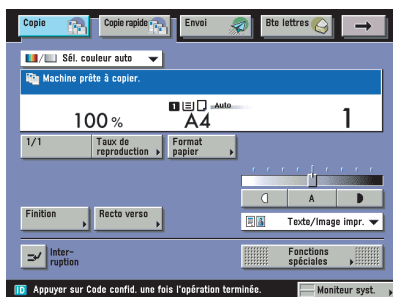 Copie
Copie rapide
Envoi
Bte lettres
Sél. couleur auto
Machine prête à copier.
1 Auto
100 % A4 1
1/1
Taux de
reproduction
Format
papier
A
Finition
Recto verso
Texte/Image impr.
Inter-
ruption
Fonctions
spéciales
ID Appuyer sur Code confid. une fois l'opération terminée.
Moniteur syst.